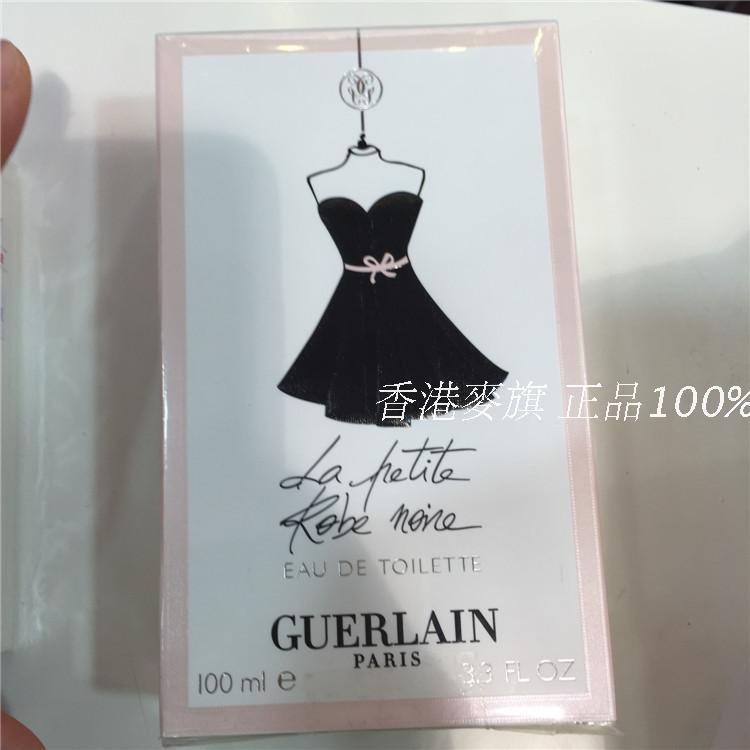 香港麥旗 正品100%
La petite
Robe noire
EAU DE TOILETTE
GUERLAIN
PARIS
100 ml e 3.3 FL OZ